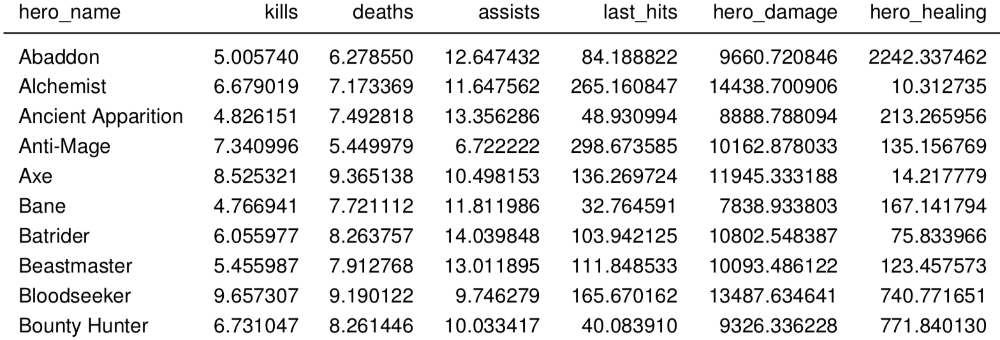 hero_name kills deaths assists last_hits hero_damage hero_healing
Abaddon 5.005740 6.278550 12.647432 84.188822 9660.720846 2242.337462
Alchemist 6.679019 7.173369 11.647562 265.160847 14438.700906 10.312735
Ancient Apparition 4.826151 7.492818 13.356286 48.930994 8888.788094 213.265956
Anti-Mage 7.340996 5.449979 6.722222 298.673585 10162.878033 135.156769
Axe 8.525321 9.365138 10.498153 136.269724 11945.333188 14.217779
Bane 4.766941 7.721112 11.811986 32.764591 7838.933803 167.141794
Batrider 6.055977 8.263757 14.039848 103.942125 10802.548387 75.833966
Beastmaster 5.455987 7.912768 13.011895 111.848533 10093.486122 123.457573
Bloodseeker 9.657307 9.190122 9.746279 165.670162 13487.634641 740.771651
Bounty Hunter 6.731047 8.261446 10.033417 40.083910 9326.336228 771.840130